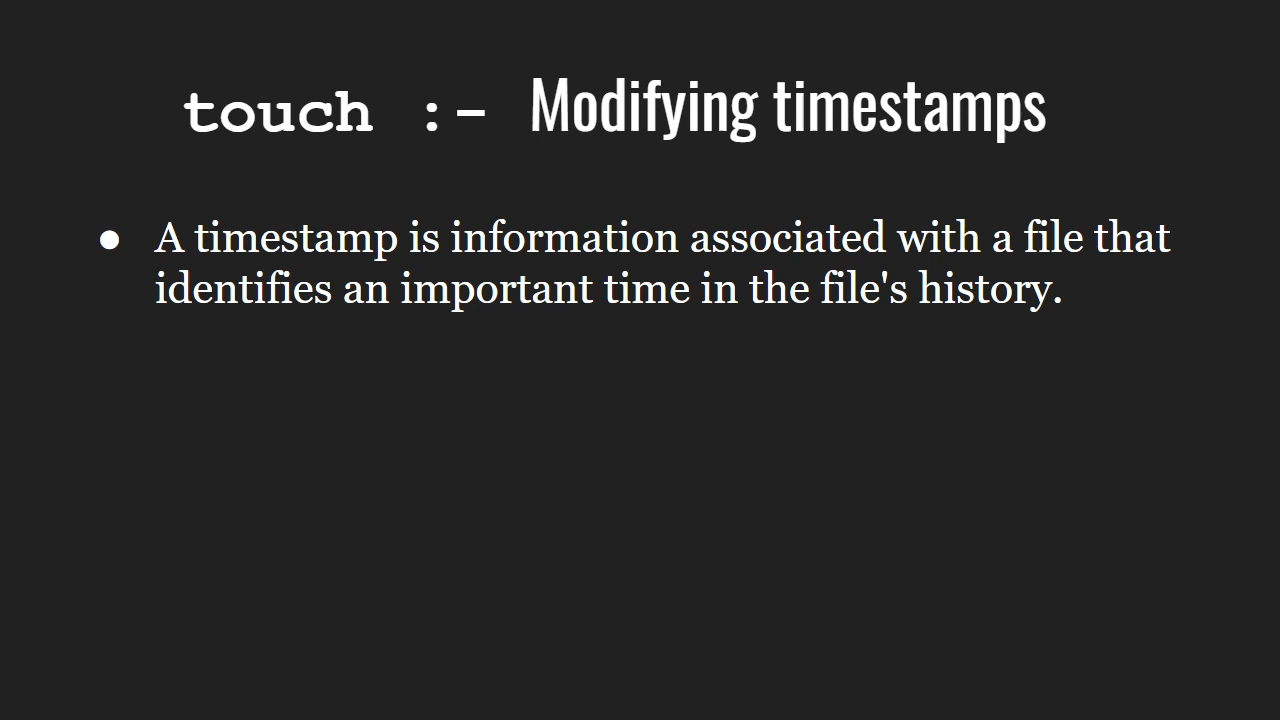 touch :- Modifying timestamps
● A timestamp is information associated with a file that
identifies an important time in the file's history.